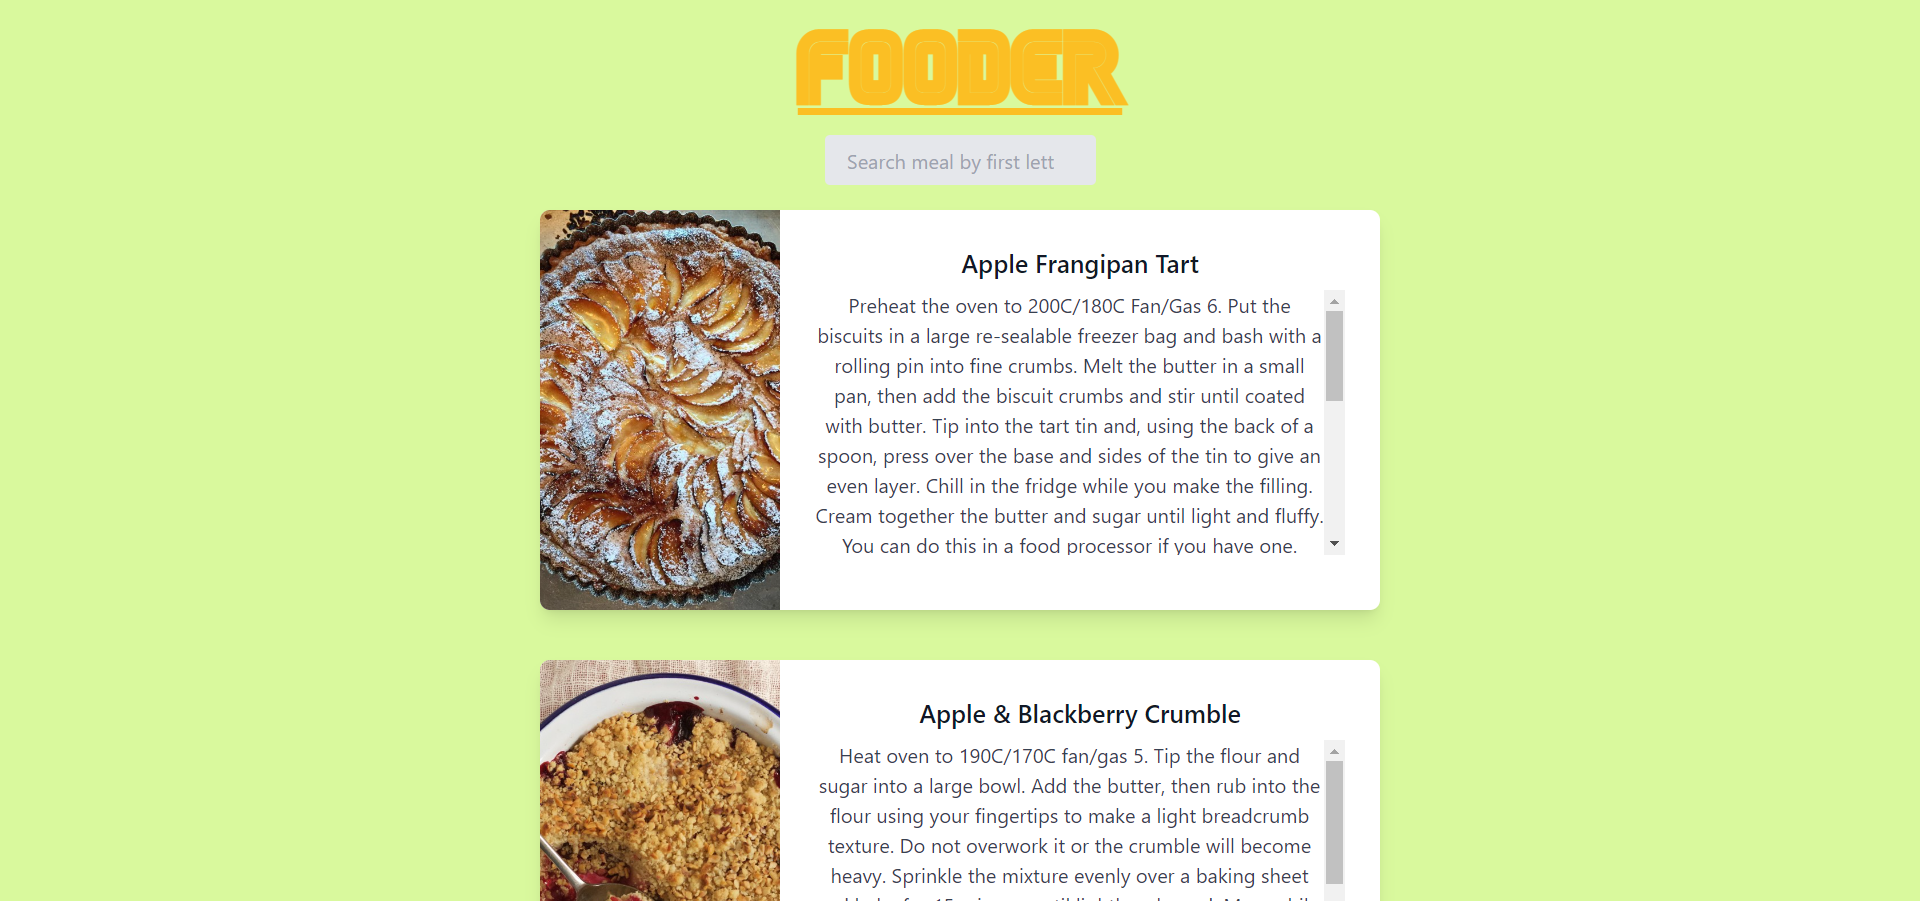 FOODER
Search meal by first lett
Apple Frangipan Tart
Preheat the oven to 200C/180C Fan/Gas 6. Put the
biscuits in a large re-sealable freezer bag and bash with a
rolling pin into fine crumbs. Melt the butter in a small
pan, then add the biscuit crumbs and stir until coated
with butter. Tip into the tart tin and, using the back of a
spoon, press over the base and sides of the tin to give an
even layer. Chill in the fridge while you make the filling.
Cream together the butter and sugar until light and fluffy.
You can do this in a food processor if you have one.
Apple & Blackberry Crumble
Heat oven to 190C/170C fan/gas 5. Tip the flour and
sugar into a large bowl. Add the butter, then rub into the
flour using your fingertips to make a light breadcrumb
texture. Do not overwork it or the crumble will become
heavy. Sprinkle the mixture evenly over a baking sheet